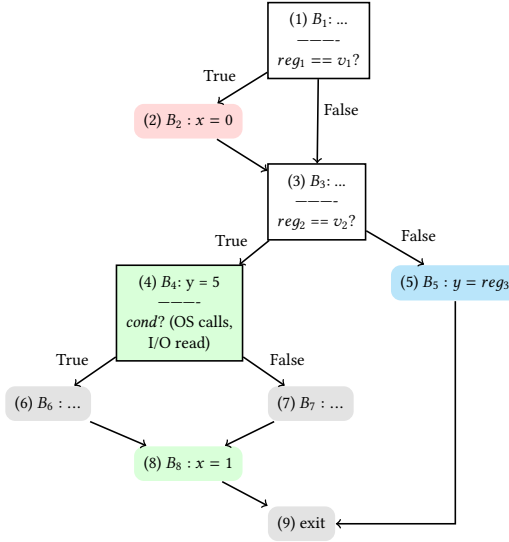 (1) B₁: ...
————-
reg₁ == v₁?
True
False
(2) B₂ : x = 0
(3) B₃: ...
————-
reg₂ == v₂?
True
False
(4) B₄: y = 5
————-
cond? (OS calls,
I/O read)
(5) B₅ : y = reg₃
True
False
(6) B₆ : ...
(7) B₇ : ...
(8) B₈ : x = 1
(9) exit